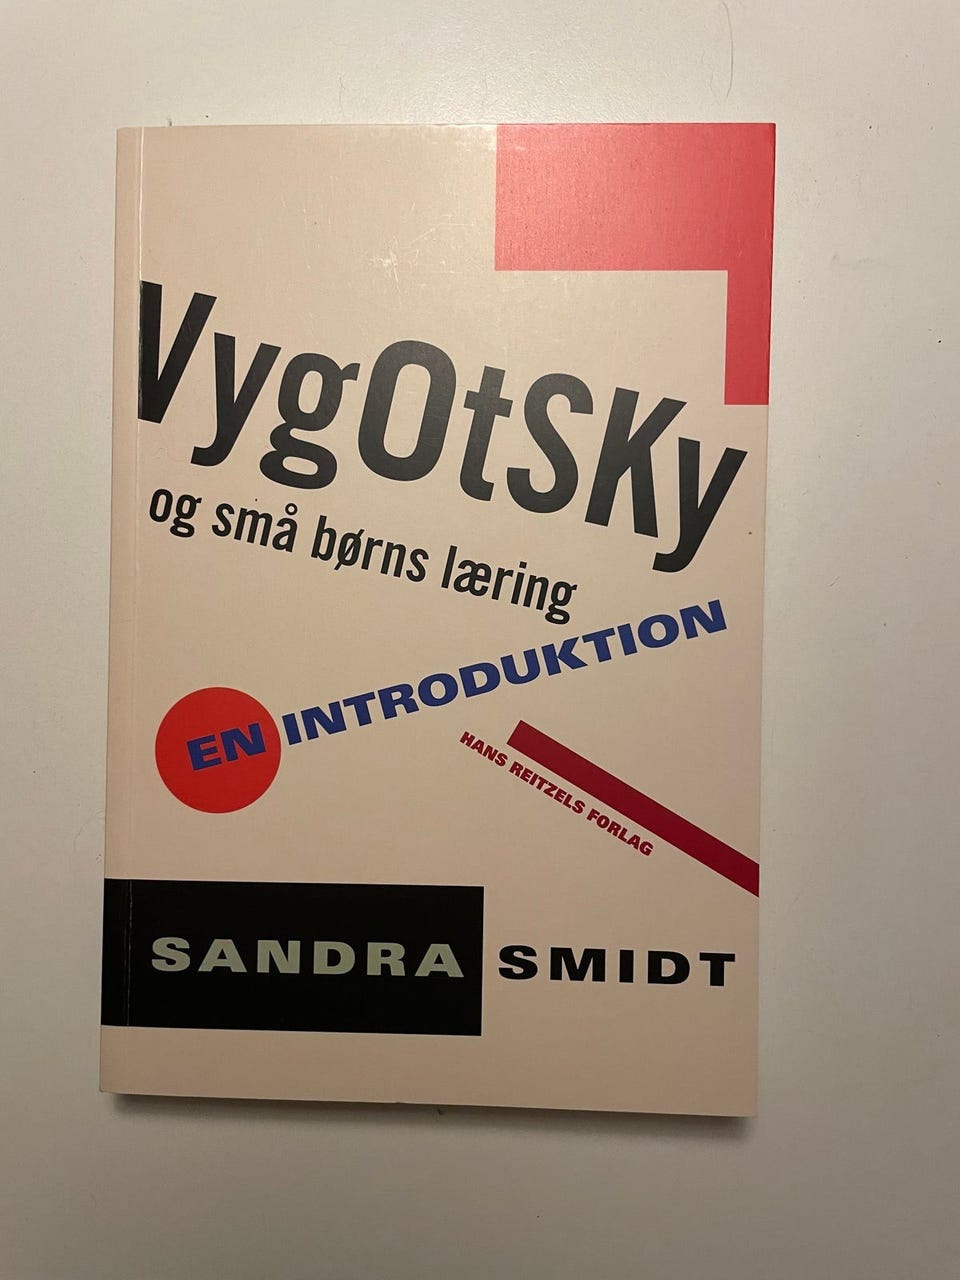 VygOtSKy
og små børns læring
EN INTRODUKTION
HANS REITZELS FORLAG
SANDRA SMIDT